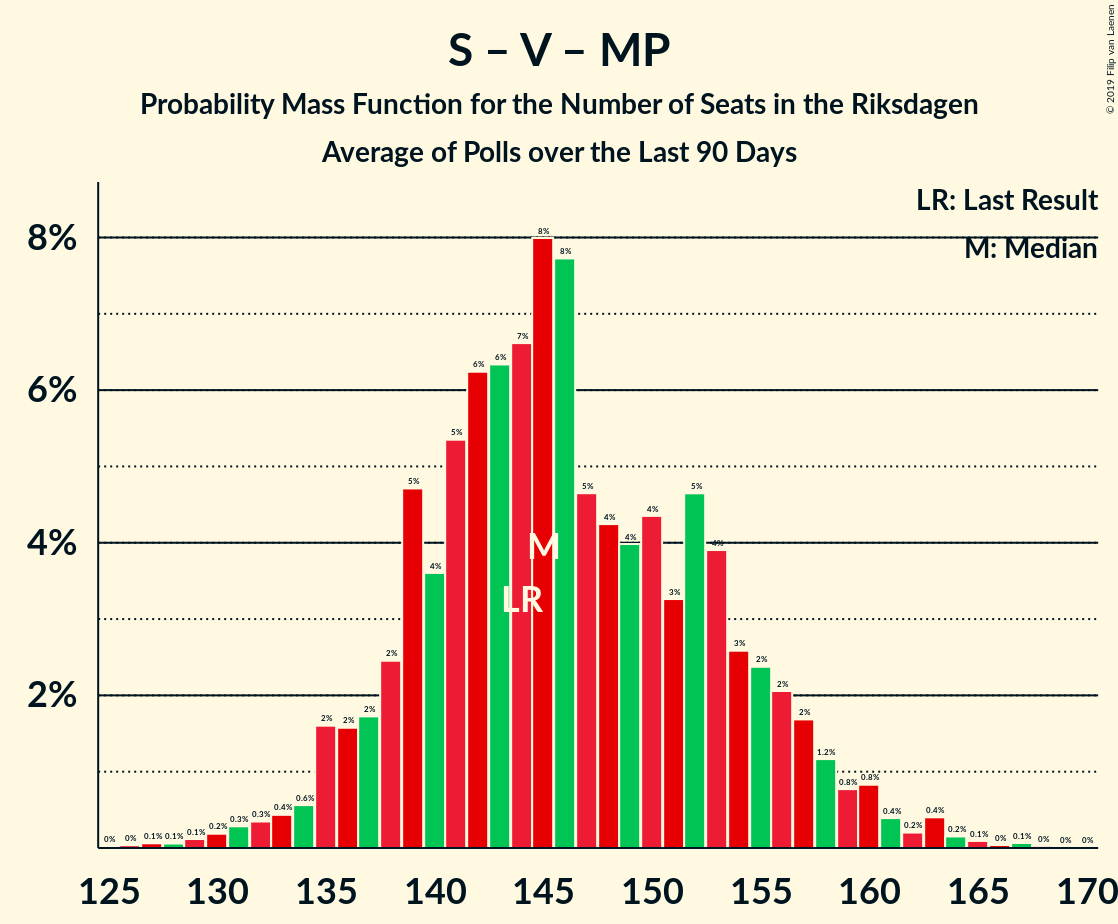 S – V – MP
Probability Mass Function for the Number of Seats in the Riksdagen
Average of Polls over the Last 90 Days
© 2019 Filip van Laenen
LR: Last Result
M: Median
8%
6%
4%
2%
0% 0% 0.1% 0.1% 0.1% 0.2% 0.3% 0.3% 0.4% 0.6% 2% 2% 2% 2% 5% 4% 5% 6% 6% 7% 8% 8% 5% 4% 4% 4% 3% 5% 4% 3% 2% 2% 2% 1.2% 0.8% 0.8% 0.4% 0.2% 0.4% 0.2% 0.1% 0% 0.1% 0% 0% 0%
M
LR
125 130 135 140 145 150 155 160 165 170